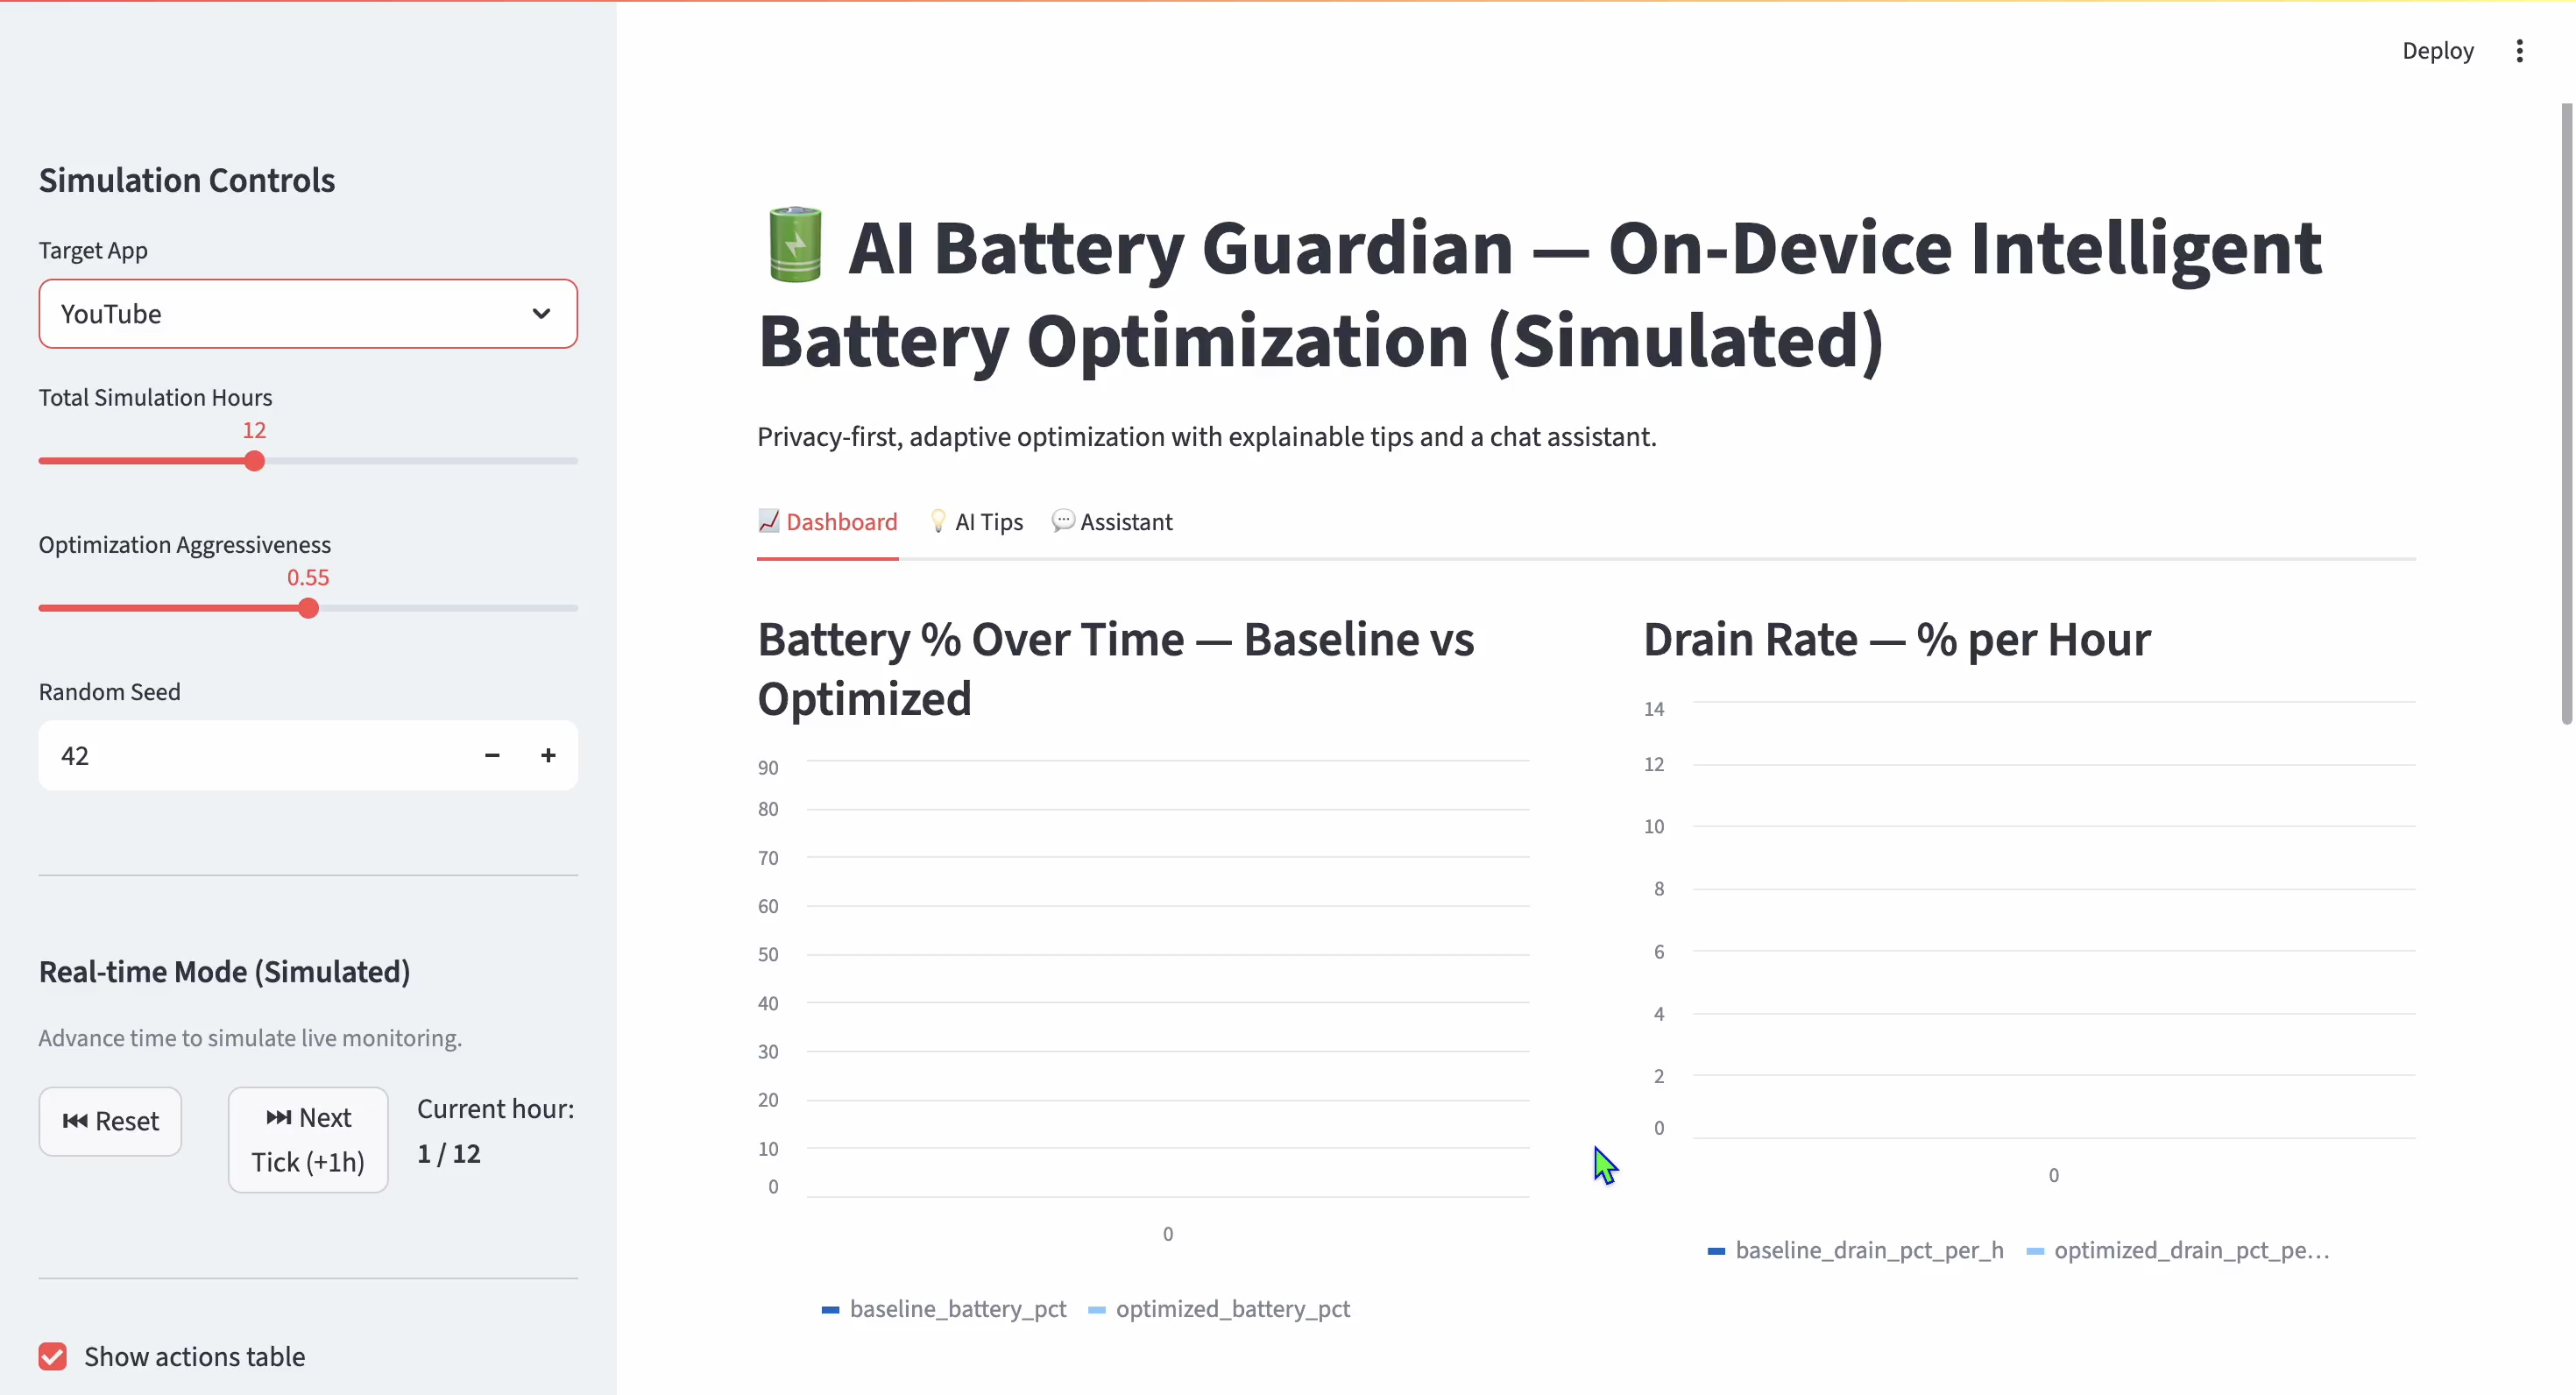 Deploy
Simulation Controls
Target App
YouTube
Total Simulation Hours
12
Optimization Aggressiveness
0.55
Random Seed
42
Real-time Mode (Simulated)
Advance time to simulate live monitoring.
⏮ Reset
⏭ Next
Tick (+1h)
Current hour:
1 / 12
Show actions table
AI Battery Guardian — On-Device Intelligent
Battery Optimization (Simulated)
Privacy-first, adaptive optimization with explainable tips and a chat assistant.
Dashboard
AI Tips
Assistant
Battery % Over Time — Baseline vs
Optimized
90
80
70
60
50
40
30
20
10
0
0
baseline_battery_pct
optimized_battery_pct
Drain Rate — % per Hour
14
12
10
8
6
4
2
0
0
baseline_drain_pct_per_h
optimized_drain_pct_pe…